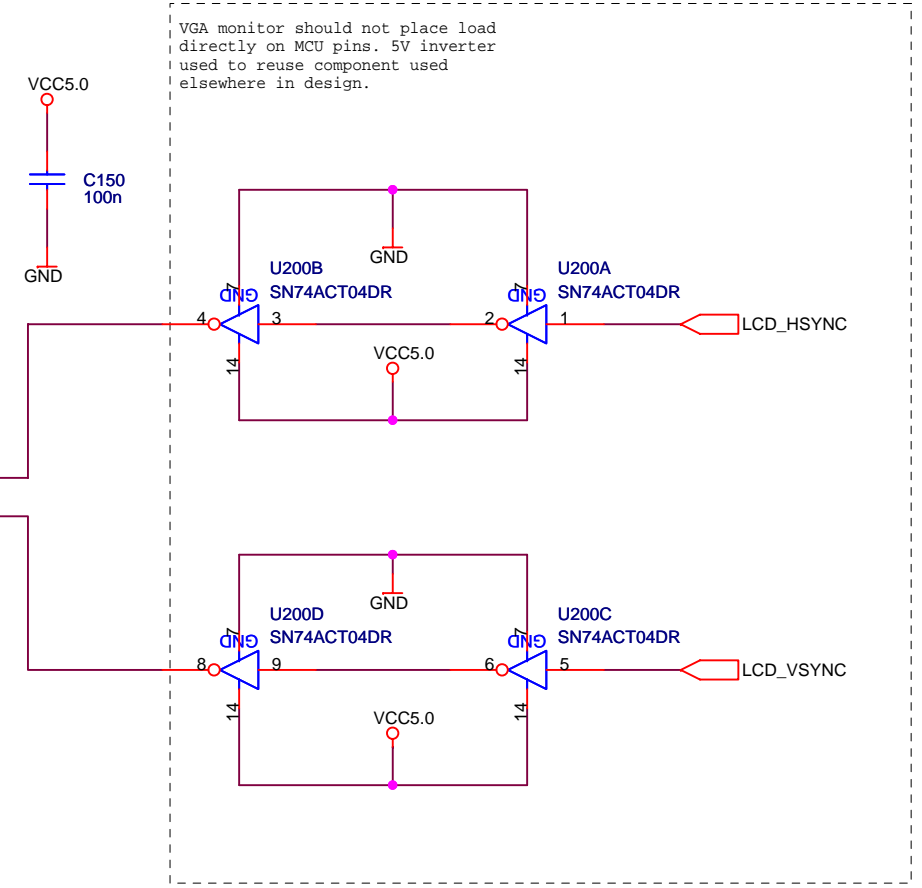 VGA monitor should not place load
directly on MCU pins. 5V inverter
used to reuse component used
elsewhere in design.
VCC5.0
C150
100n
GND
GND
U200B
SN74ACT04DR
U200A
SN74ACT04DR
7
GND
7
GND
4
3
2
1
LCD_HSYNC
14
VCC5.0
14
GND
U200D
SN74ACT04DR
U200C
SN74ACT04DR
7
GND
7
GND
8
9
6
5
LCD_VSYNC
14
VCC5.0
14